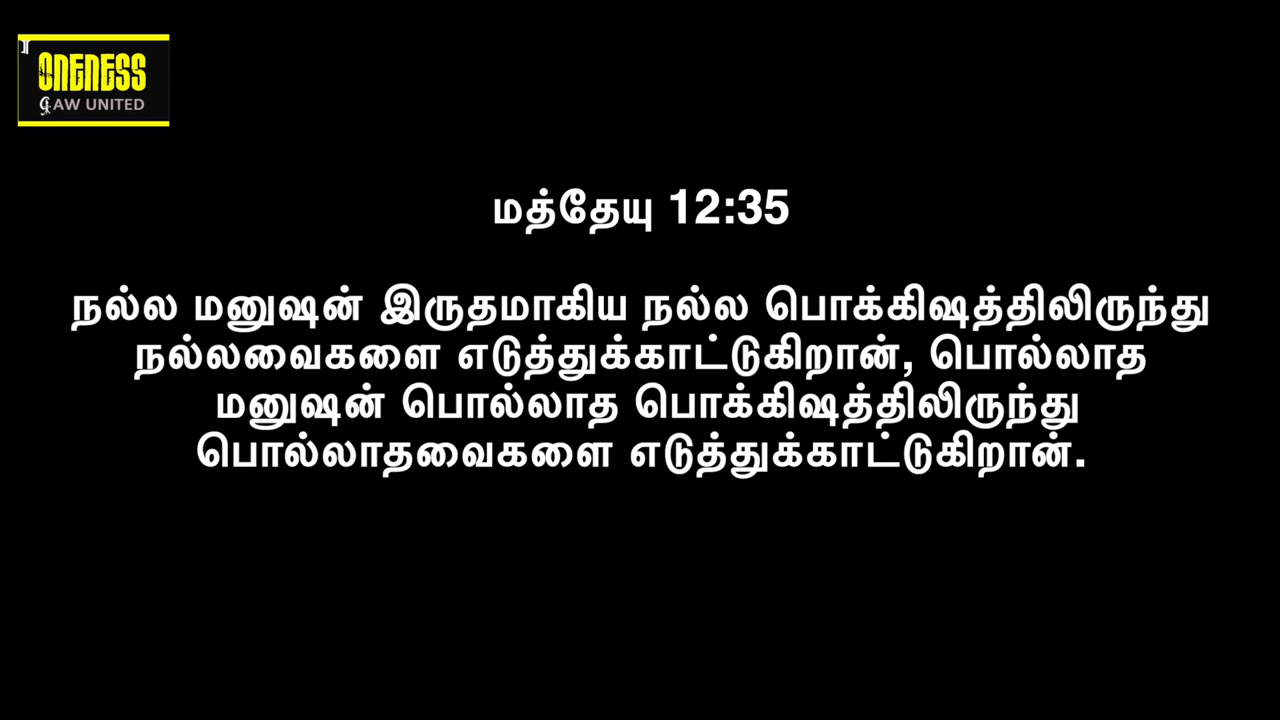 ONENESS
GAW UNITED
மத்தேயு 12:35
நல்ல மனுஷன் இருதமாகிய நல்ல பொக்கிஷத்திலிருந்து
நல்லவைகளை எடுத்துக்காட்டுகிறான், பொல்லாத
மனுஷன் பொல்லாத பொக்கிஷத்திலிருந்து
பொல்லாதவைகளை எடுத்துக்காட்டுகிறான்.